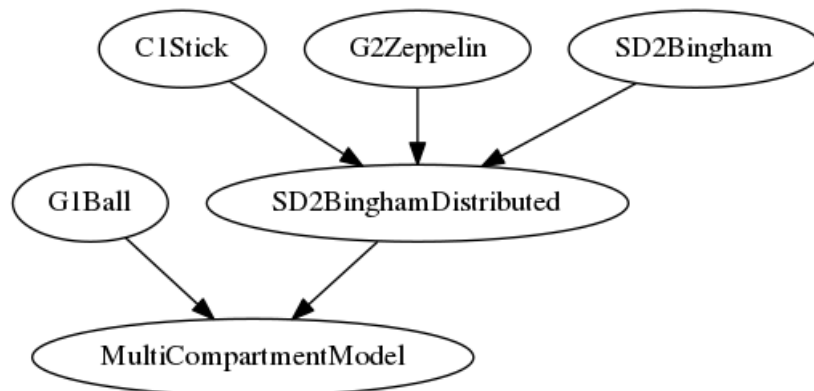 C1Stick
G2Zeppelin
SD2Bingham
G1Ball
SD2BinghamDistributed
MultiCompartmentModel